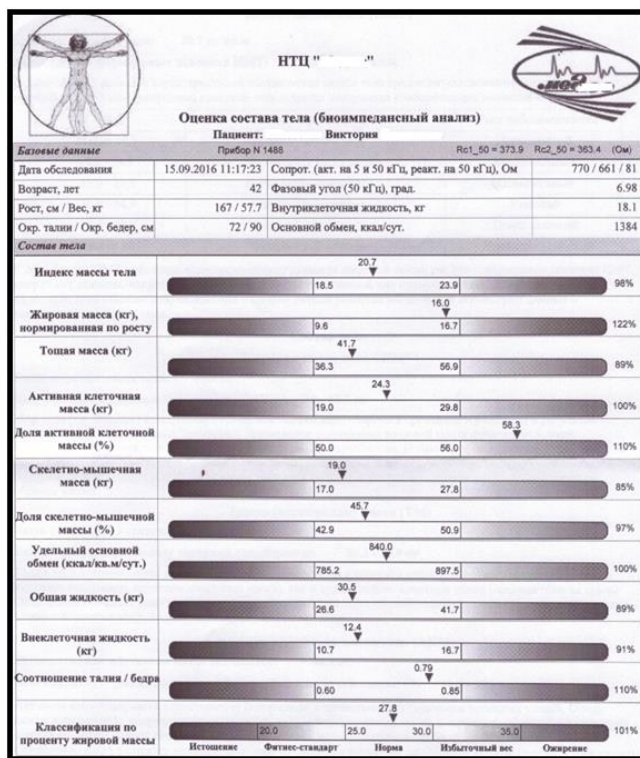 НТЦ " "
.МЕС
Оценка состава тела (биоимпедансный анализ)
Пациент: Виктория
Базовые данные Прибор N 1488 Rc1_50 = 373.9 Rc2_50 = 363.4 (Ом)
Дата обследования 15.09.2016 11:17:23 Сопрот. (акт. на 5 и 50 кГц, реакт. на 50 кГц), Ом 770 / 661 / 81
Возраст, лет 42 Фазовый угол (50 кГц), град. 6.98
Рост, см / Вес, кг 167 / 57.7 Внутриклеточная жидкость, кг 18.1
Окр. талии / Окр. бедер, см 72 / 90 Основной обмен, ккал/сут. 1384
Состав тела
Индекс массы тела 20.7
18.5 23.9 98%
Жировая масса (кг), 16.0
нормированная по росту 9.6 16.7 122%
Тощая масса (кг) 41.7
36.3 56.9 89%
Активная клеточная 24.3
масса (кг) 19.0 29.8 100%
Доля активной клеточной 58.3
массы (%) 50.0 56.0 110%
Скелетно-мышечная 19.0
масса (кг) 17.0 27.8 85%
Доля скелетно-мышечной 45.7
массы (%) 42.9 50.9 97%
Удельный основной 840.0
обмен (ккал/кв.м/сут.) 785.2 897.5 100%
Общая жидкость (кг) 30.5
26.6 41.7 89%
Внеклеточная жидкость 12.4
(кг) 10.7 16.7 91%
Соотношение талия / бедра 0.79
0.60 0.85 110%
Классификация по 27.8
проценту жировой массы 20.0 25.0 30.0 35.0 101%
Истощение Фитнес-стандарт Норма Избыточный вес Ожирение